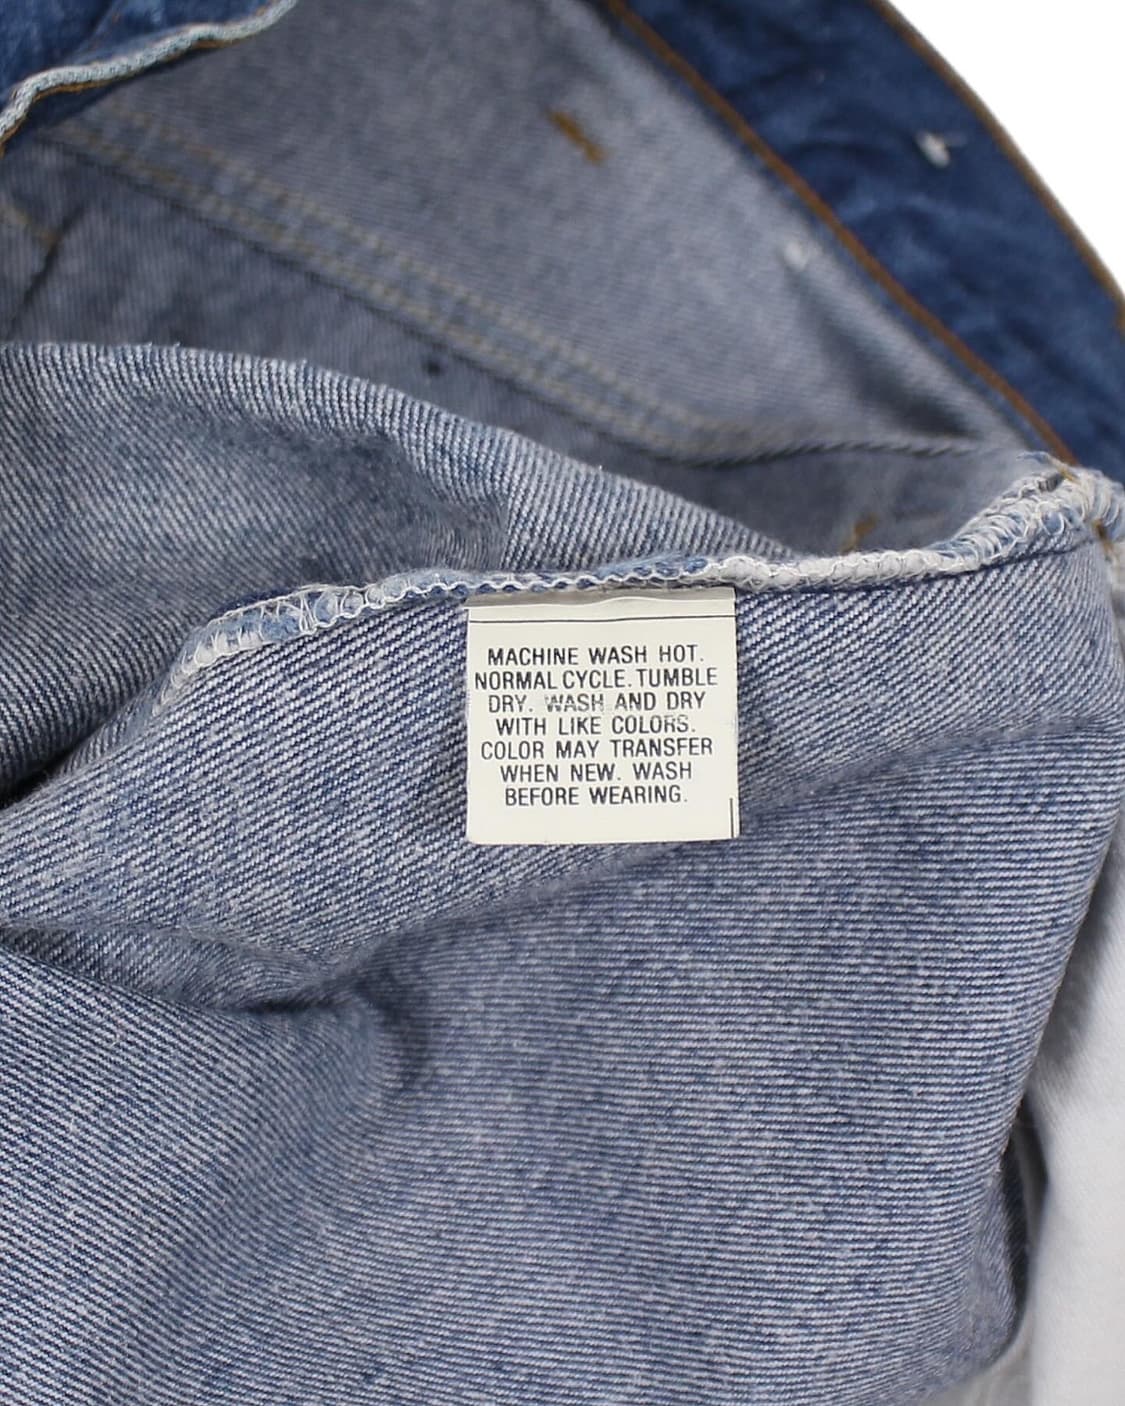 MACHINE WASH HOT.
NORMAL CYCLE. TUMBLE
DRY. WASH AND DRY
WITH LIKE COLORS.
COLOR MAY TRANSFER
WHEN NEW. WASH
BEFORE WEARING.